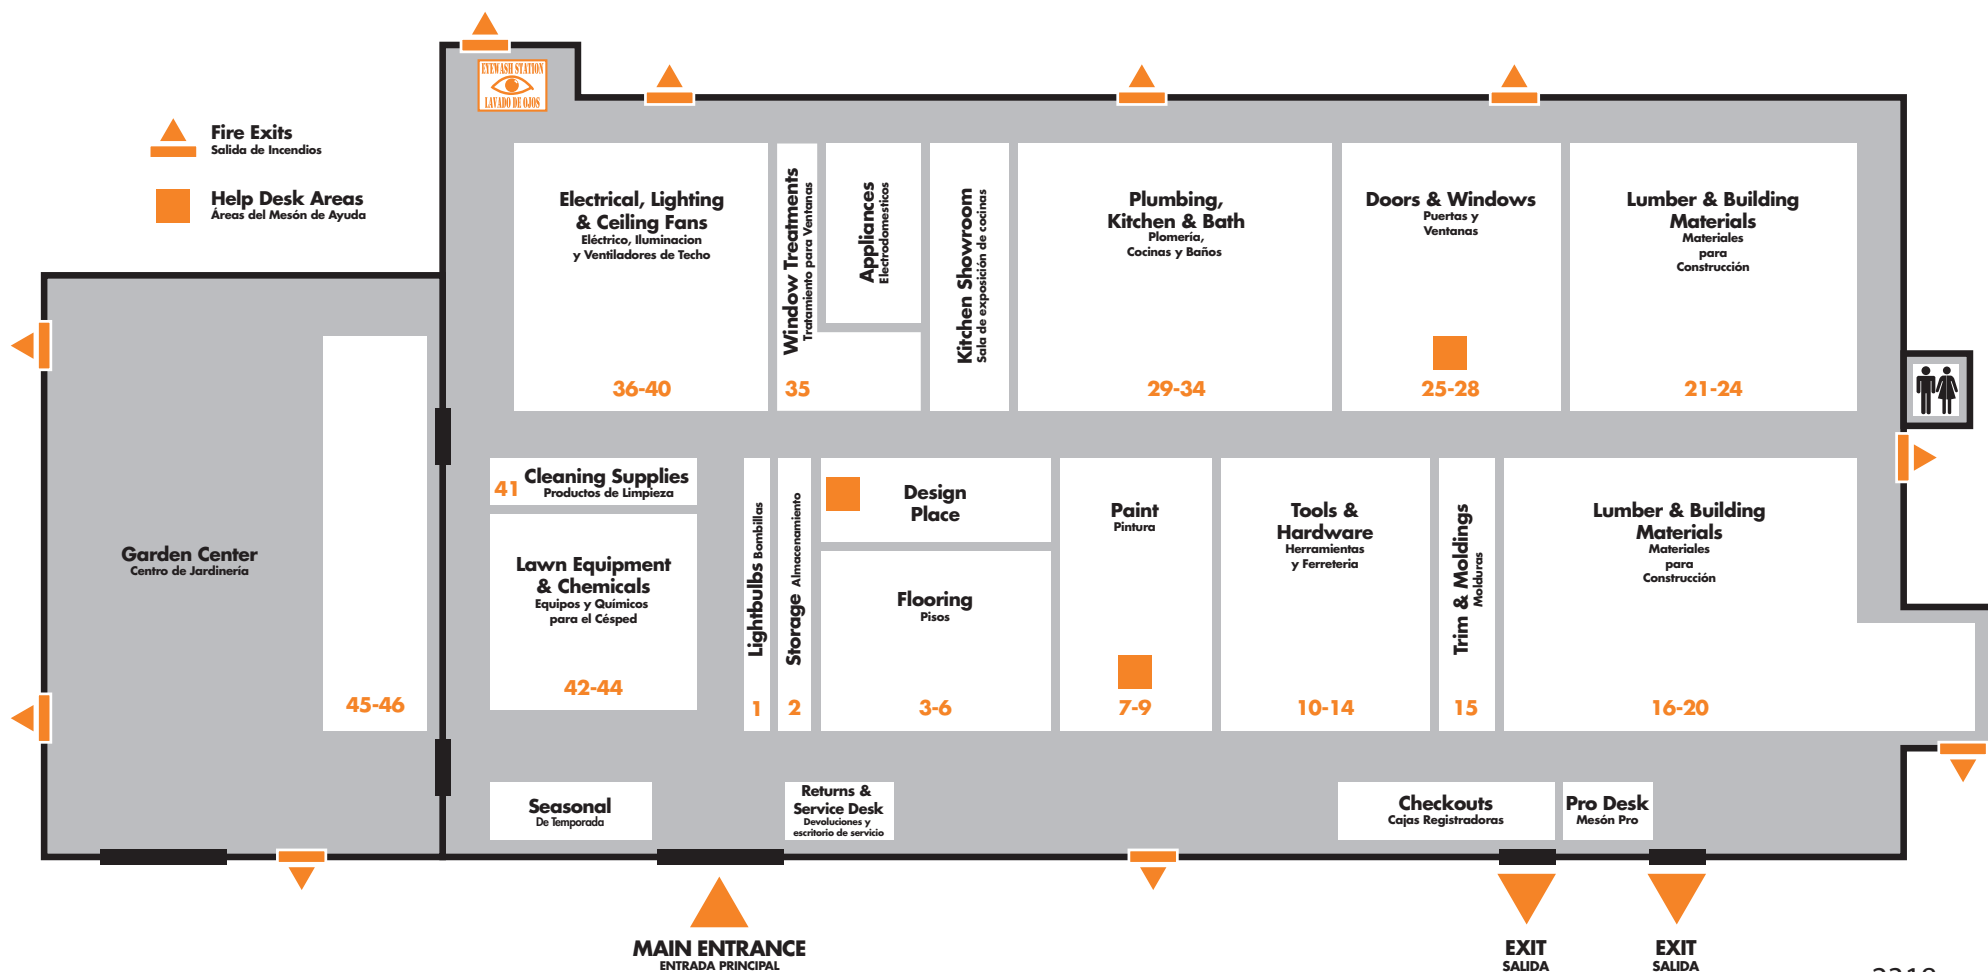 EYEWASH STATION
LAVADO DE OJOS
Fire Exits
Salida de Incendios
Help Desk Areas
Áreas del Mesón de Ayuda
Electrical, Lighting
& Ceiling Fans
Eléctrico, Iluminacion
y Ventiladores de Techo
36-40
Window Treatments
Tratamiento para Ventanas
35
Appliances
Electrodomesticos
Kitchen Showroom
Sala de exposición de cocinas
Plumbing,
Kitchen & Bath
Plomería,
Cocinas y Baños
29-34
Doors & Windows
Puertas y
Ventanas
25-28
Lumber & Building
Materials
Materiales
para
Construcción
21-24
Garden Center
Centro de Jardinería
45-46
41 Cleaning Supplies
Productos de Limpieza
Lawn Equipment
& Chemicals
Equipos y Químicos
para el Césped
42-44
Lightbulbs Bombillas
1
Storage Almacenamiento
2
Design
Place
Flooring
Pisos
3-6
Paint
Pintura
7-9
Tools &
Hardware
Herramientas
y Ferreteria
10-14
Trim & Moldings
Molduras
15
Lumber & Building
Materials
Materiales
para
Construcción
16-20
Seasonal
De Temporada
Returns &
Service Desk
Devoluciones y
escritorio de servicio
Checkouts
Cajas Registradoras
Pro Desk
Mesón Pro
MAIN ENTRANCE
ENTRADA PRINCIPAL
EXIT
SALIDA
EXIT
SALIDA